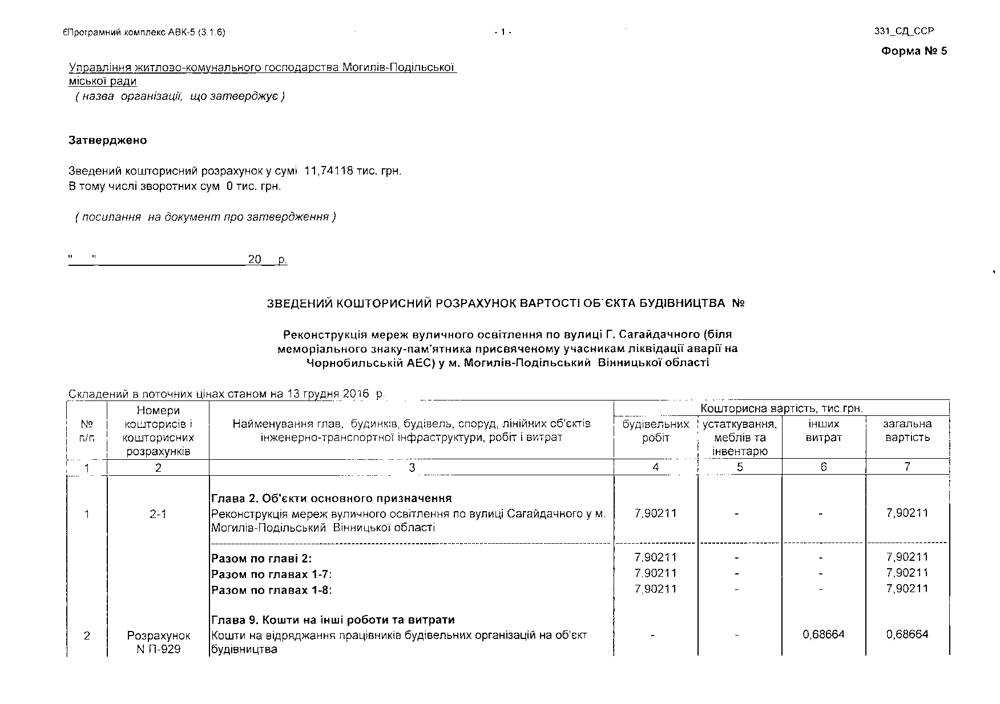 ЄПрограмний комплекс АВК-5 (3.1.6)
- 1 -
331_СД_ССР
Форма № 5
Управління житлово-комунального господарства Могилів-Подільської
міської ради
( назва організації, що затверджує )
Затверджено
Зведений кошторисний розрахунок у сумі 11,74118 тис. грн.
В тому числі зворотних сум 0 тис. грн.
( посилання на документ про затвердження )
" " 20 р.
ЗВЕДЕНИЙ КОШТОРИСНИЙ РОЗРАХУНОК ВАРТОСТІ ОБ'ЄКТА БУДІВНИЦТВА №
Реконструкція мереж вуличного освітлення по вулиці Г. Сагайдачного (біля
меморіального знаку-пам'ятника присвяченому учасникам ліквідації аварії на
Чорнобильській АЕС) у м. Могилів-Подільський Вінницької області
Складений в поточних цінах станом на 13 грудня 2016 р.
Номери Кошторисна вартість, тис.грн.
№ кошторисів і Найменування глав, будинків, будівель, споруд, лінійних об'єктів будівельних устаткування, інших загальна
п/п кошторисних інженерно-транспортної інфраструктури, робіт і витрат робіт меблів та витрат вартість
розрахунків інвентарю
1 2 3 4 5 6 7
Глава 2. Об'єкти основного призначення
1 2-1 Реконструкція мереж вуличного освітлення по вулиці Сагайдачного у м. 7,90211 - - 7,90211
Могилів-Подільський Вінницької області
Разом по главі 2: 7,90211 - - 7,90211
Разом по главах 1-7: 7,90211 - - 7,90211
Разом по главах 1-8: 7,90211 - - 7,90211
Глава 9. Кошти на інші роботи та витрати
2 Розрахунок Кошти на відряджання працівників будівельних організацій на об'єкт - - 0,68664 0,68664
N П-929 будівництва